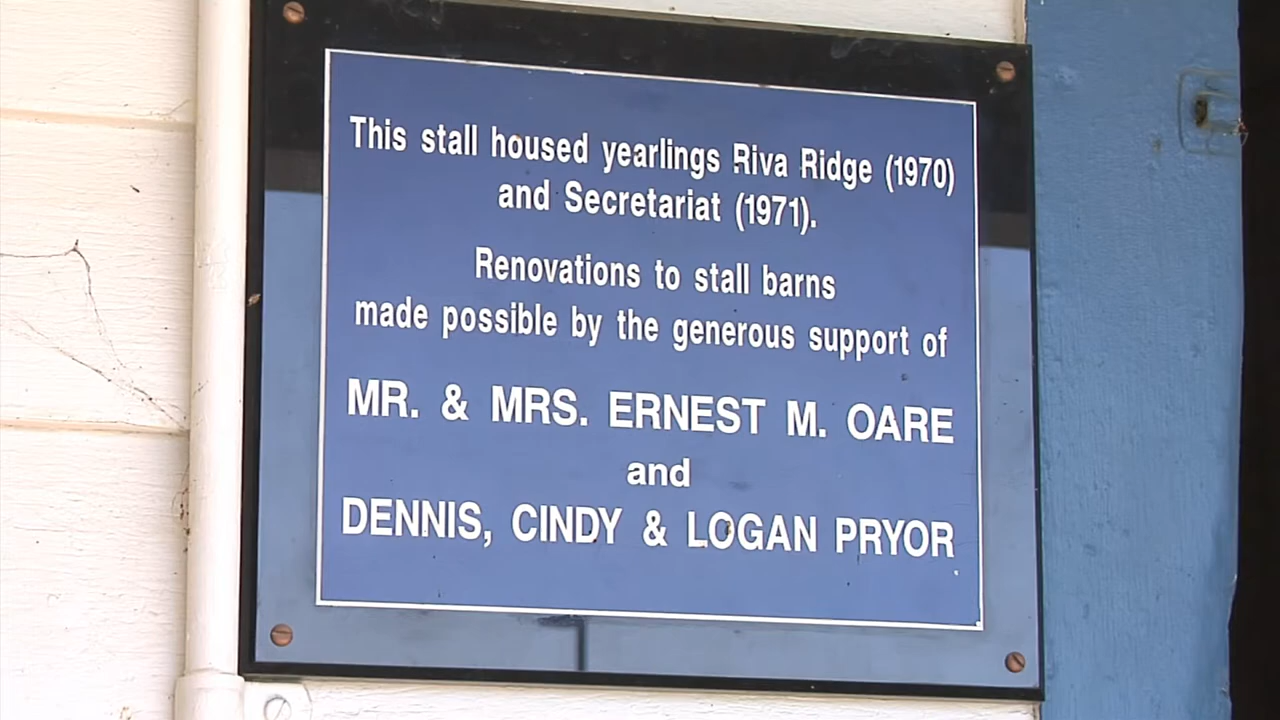 This stall housed yearlings Riva Ridge (1970)
and Secretariat (1971).
Renovations to stall barns
made possible by the generous support of
MR. & MRS. ERNEST M. OARE
and
DENNIS, CINDY & LOGAN PRYOR